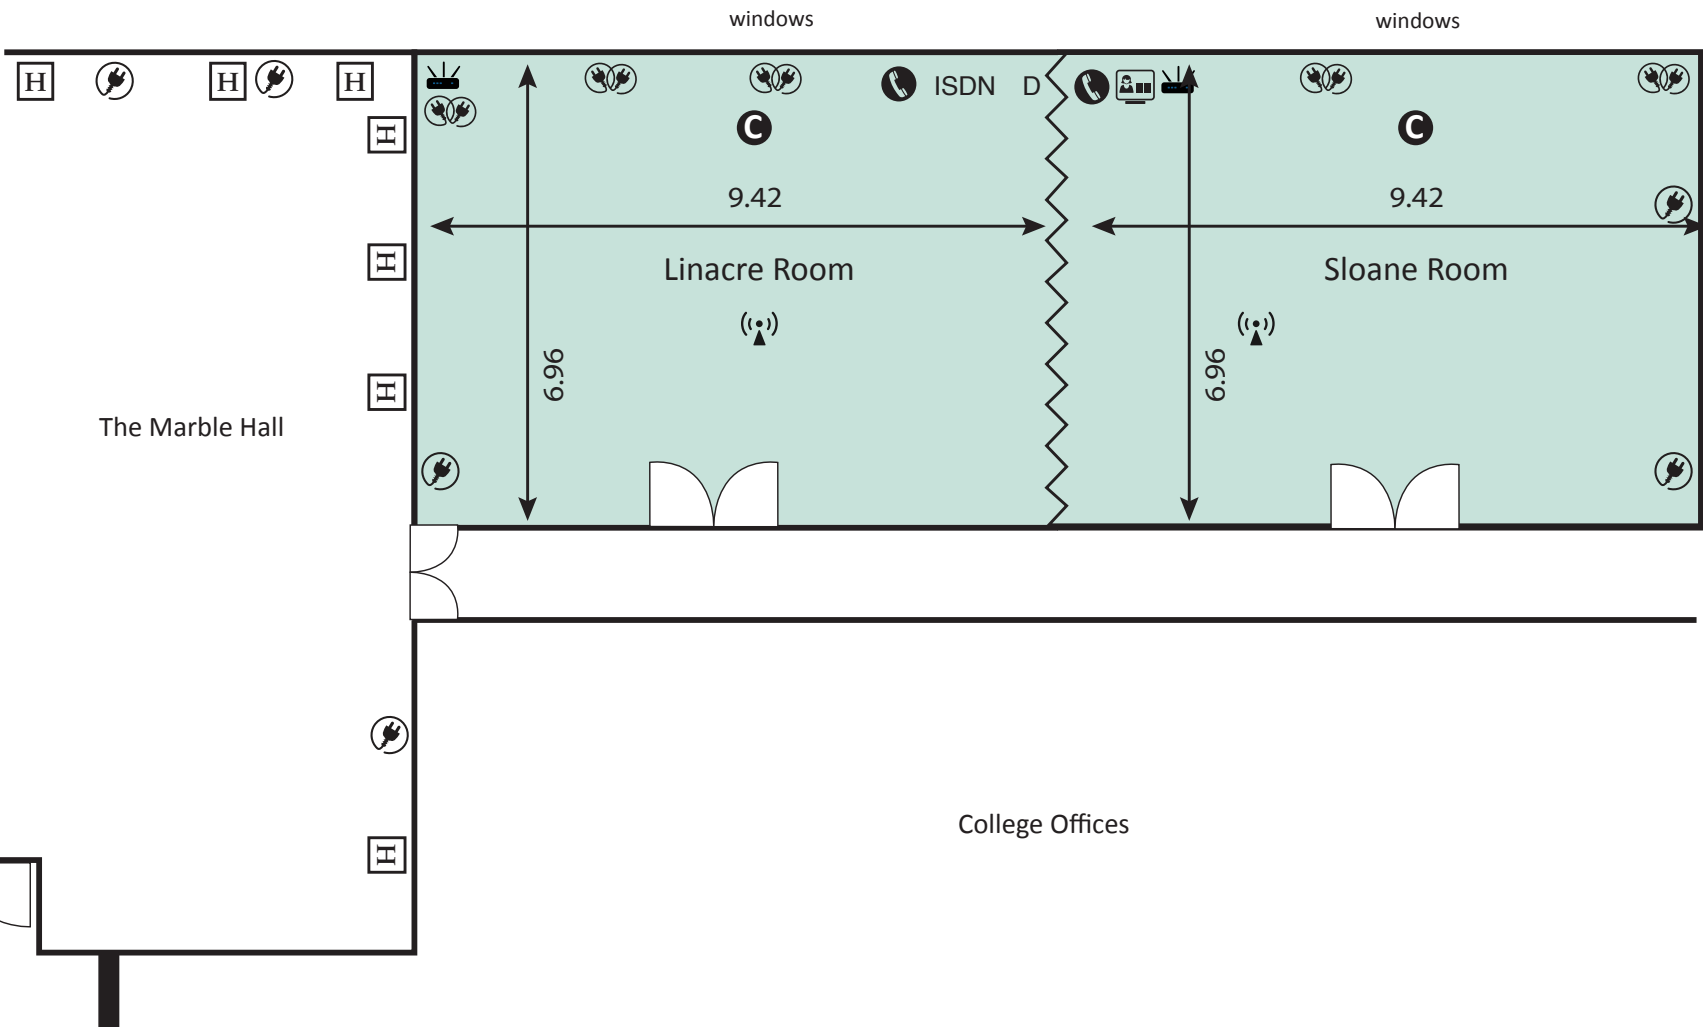 windows
windows
H
H
H
ISDN D
H
C
C
9.42
9.42
H
Linacre Room
Sloane Room
6.96
6.96
H
The Marble Hall
College Offices
H